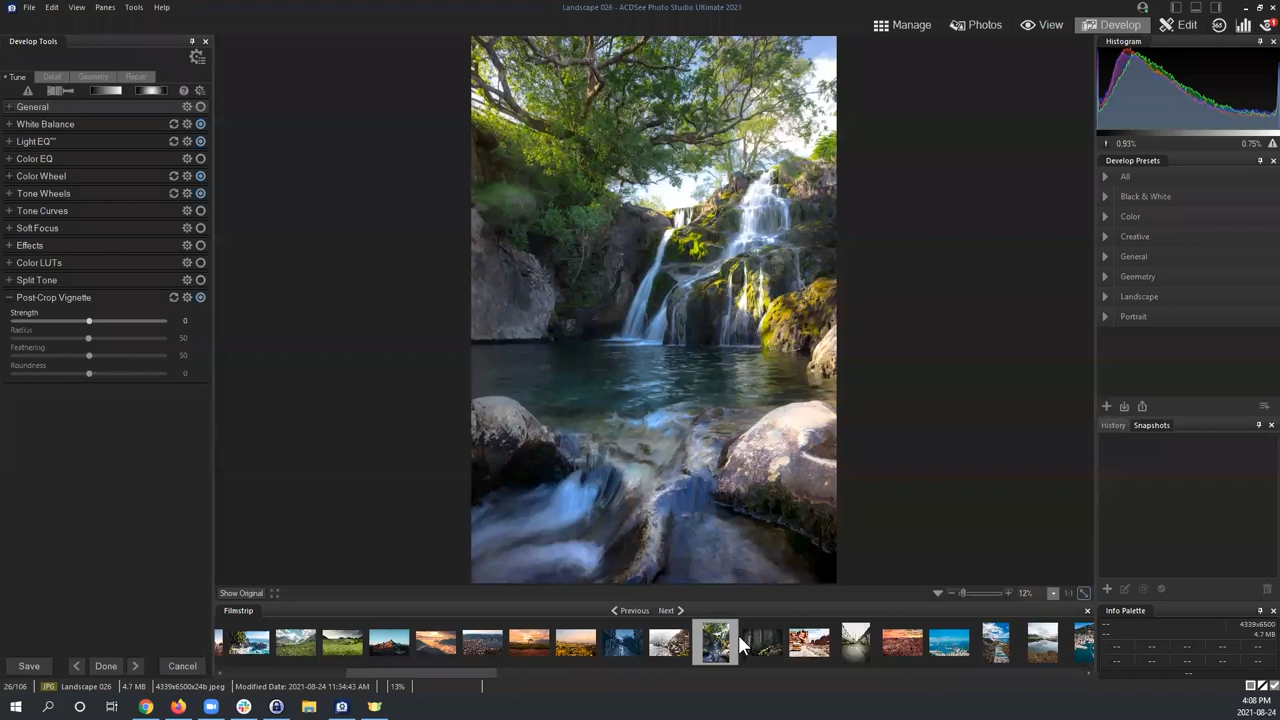 File Edit View Panes Tools Help
Landscape 026 - ACDSee Photo Studio Ultimate 2021
Manage Photos View Develop Edit 365
Develop Tools
Tune Detail Geometry Repair
General
White Balance
Light EQ™
Color EQ
Color Wheel
Tone Wheels
Tone Curves
Soft Focus
Effects
Color LUTs
Split Tone
Post-Crop Vignette
Strength
0
Radius
50
Feathering
50
Roundness
0
Save Done Cancel
Histogram
0.93% 0.75%
Develop Presets
All
Black & White
Color
Creative
General
Geometry
Landscape
Portrait
History Snapshots
Show Original
12% 1:1
Filmstrip Previous Next
Info Palette
-- 4339x6500
-- 4.7 MB
-- -- -- -- --
-- -- -- -- --
--
26/106 JPG Landscape 026 4.7 MB 4339x6500x24b jpeg Modified Date: 2021-08-24 11:34:43 AM 13%
4:08 PM
2021-08-24